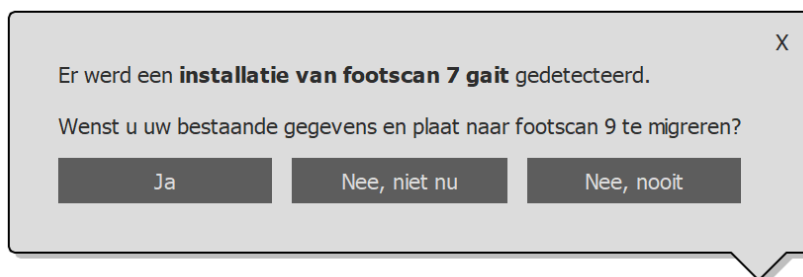 X
Er werd een installatie van footscan 7 gait gedetecteerd.
Wenst u uw bestaande gegevens en plaat naar footscan 9 te migreren?
Ja
Nee, niet nu
Nee, nooit